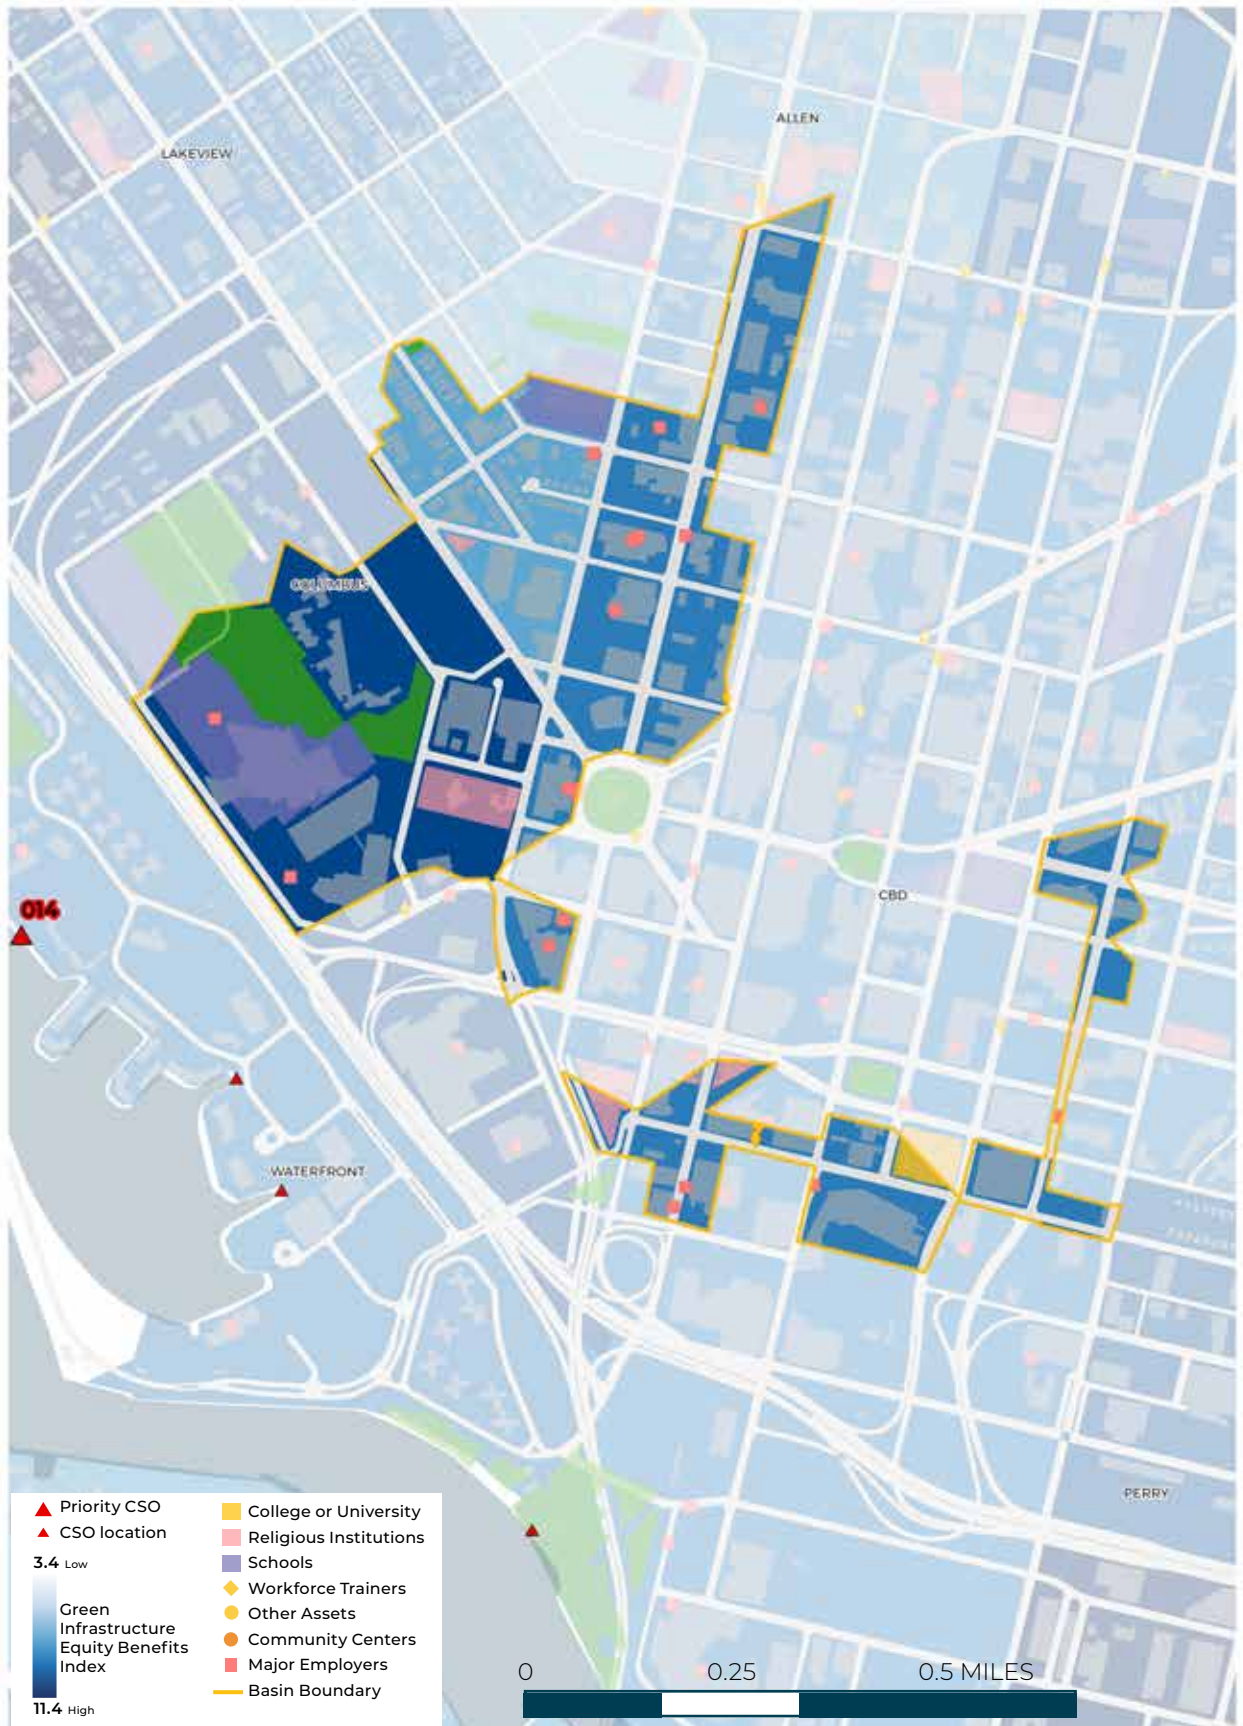 ALLEN
LAKEVIEW
COLUMBUS
CBD
014
WATERFRONT
PERRY
Priority CSO
CSO location
3.4 Low
Green
Infrastructure
Equity Benefits
Index
11.4 High
College or University
Religious Institutions
Schools
Workforce Trainers
Other Assets
Community Centers
Major Employers
Basin Boundary
0 0.25 0.5 MILES